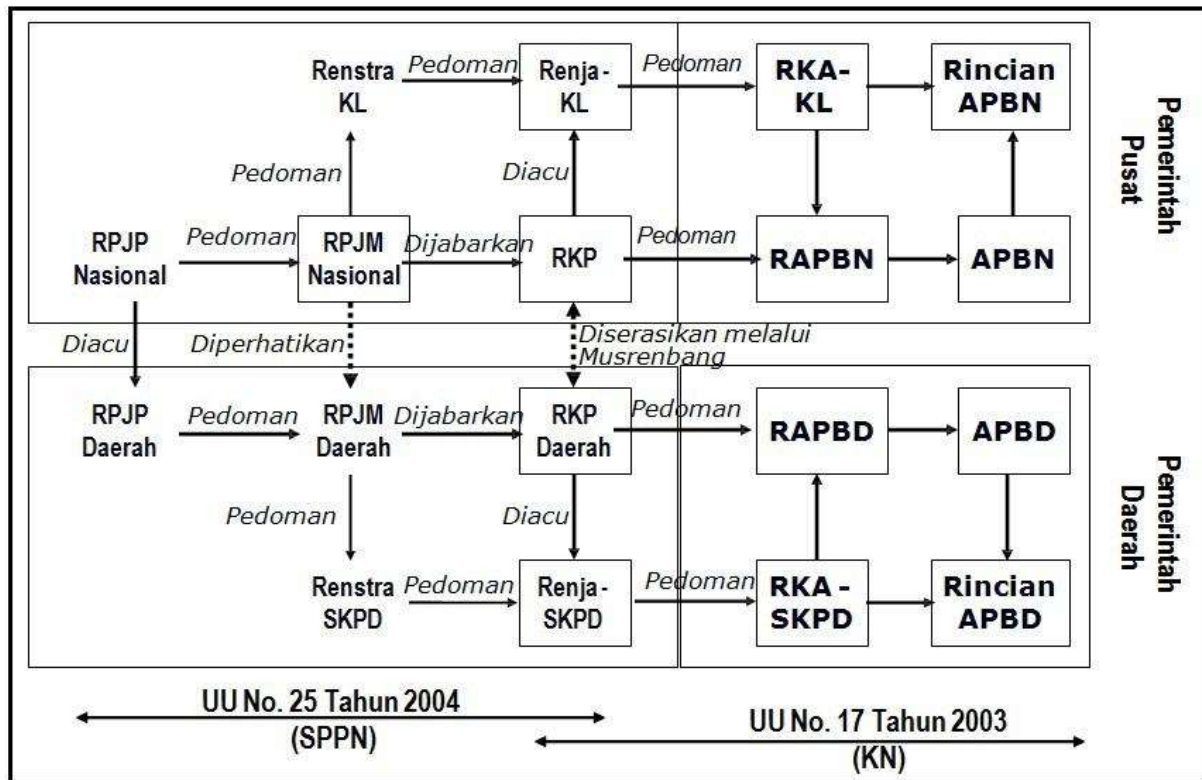 Renstra
KL
Pedoman
Renja -
KL
Pedoman
RKA-
KL
Rincian
APBN
Pedoman
Diacu
RPJP
Nasional
Pedoman
RPJM
Nasional
Dijabarkan
RKP
Pedoman
RAPBN
APBN
Pemerintah
Pusat
Diacu
Diperhatikan
Diserasikan melalui
Musrenbang
RPJP
Daerah
Pedoman
RPJM
Daerah
Dijabarkan
RKP
Daerah
Pedoman
RAPBD
APBD
Pedoman
Diacu
Renstra
SKPD
Pedoman
Renja -
SKPD
Pedoman
RKA -
SKPD
Rincian
APBD
Pemerintah
Daerah
UU No. 25 Tahun 2004
(SPPN)
UU No. 17 Tahun 2003
(KN)